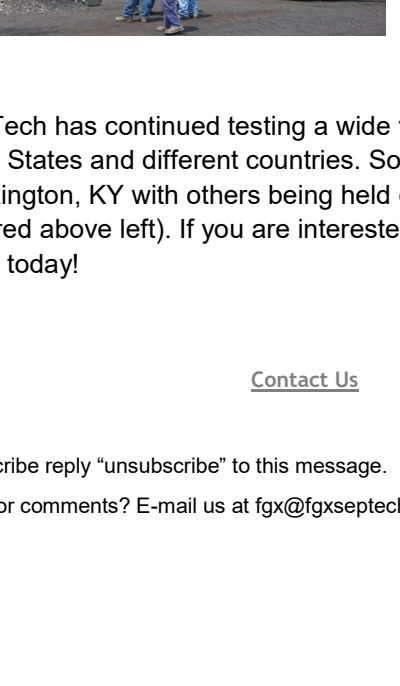 Tech has continued testing a wide
States and different countries. So
ington, KY with others being held
red above left). If you are intereste
today!
Contact Us
cribe reply “unsubscribe” to this message.
or comments? E-mail us at fgx@fgxseptech